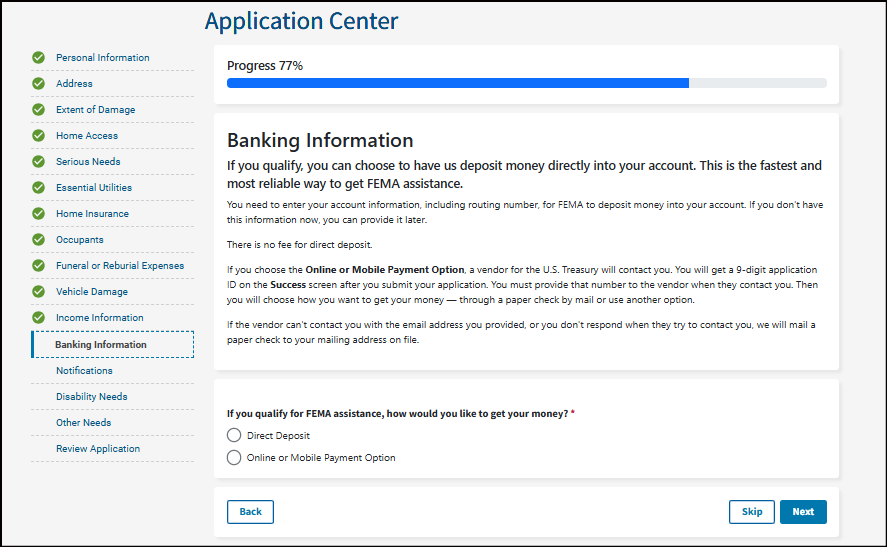 Application Center
Personal Information
Address
Extent of Damage
Home Access
Serious Needs
Essential Utilities
Home Insurance
Occupants
Funeral or Reburial Expenses
Vehicle Damage
Income Information
Banking Information
Notifications
Disability Needs
Other Needs
Review Application
Progress 77%
Banking Information
If you qualify, you can choose to have us deposit money directly into your account. This is the fastest and
most reliable way to get FEMA assistance.
You need to enter your account information, including routing number, for FEMA to deposit money into your account. If you don't have
this information now, you can provide it later.
There is no fee for direct deposit.
If you choose the Online or Mobile Payment Option, a vendor for the U.S. Treasury will contact you. You will get a 9-digit application
ID on the Success screen after you submit your application. You must provide that number to the vendor when they contact you. Then
you will choose how you want to get your money — through a paper check by mail or use another option.
If the vendor can't contact you with the email address you provided, or you don't respond when they try to contact you, we will mail a
paper check to your mailing address on file.
If you qualify for FEMA assistance, how would you like to get your money? *
Direct Deposit
Online or Mobile Payment Option
Back
Skip
Next